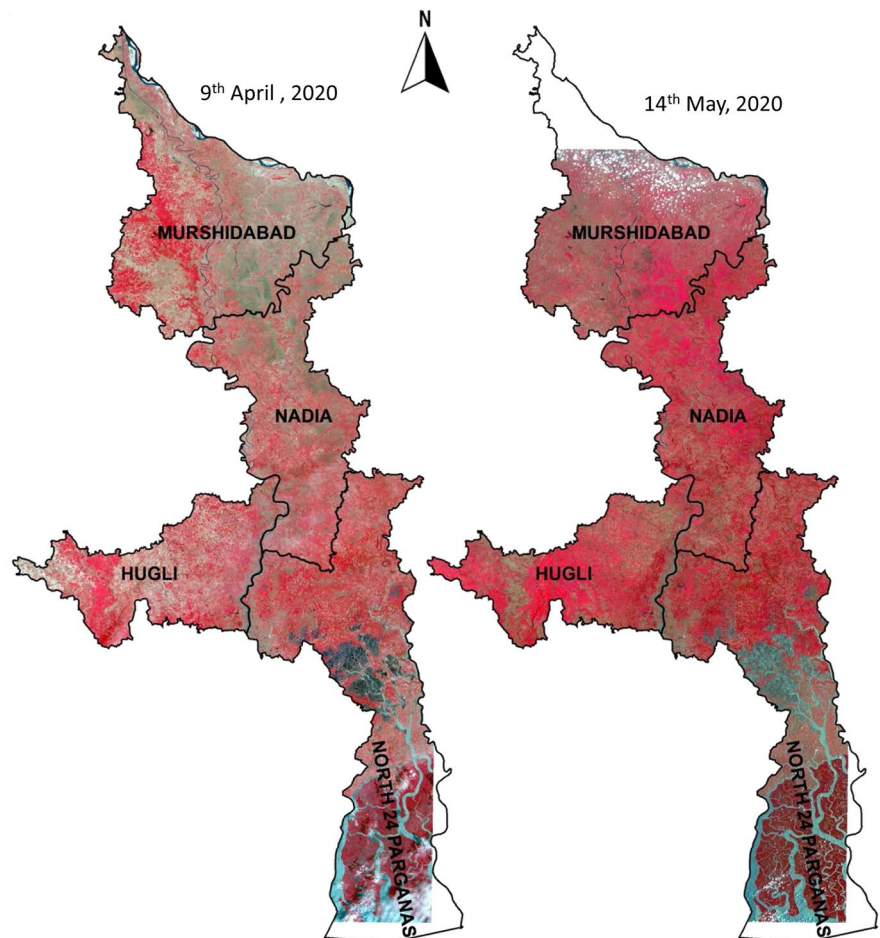 N
9th April , 2020
14th May, 2020
MURSHIDABAD
MURSHIDABAD
NADIA
NADIA
HUGLI
HUGLI
NORTH 24 PARGANAS
NORTH 24 PARGANAS